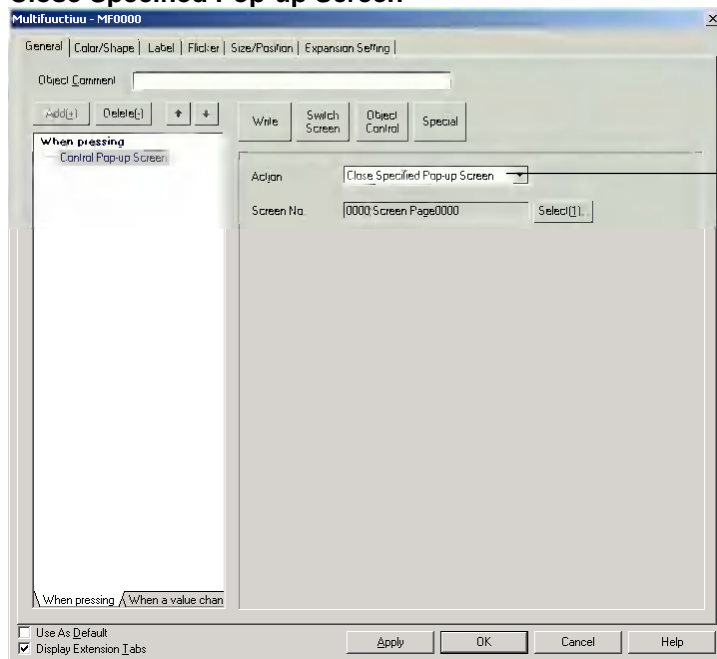 Close Specified Pop-up Screen
Multifuuctiuu - MF0000
General Color/Shape Label Flicker Size/Position Expansion Setting
Object Comment
Add(+) Delete(-)
Write Switch Screen Object Control Special
When pressing
Control Pop-up Screen
Action Close Specified Pop-up Screen
Screen No. 0000:Screen Page0000 Select(1)...
When pressing When a value chan
Use As Default
Display Extension Tabs
Apply OK Cancel Help